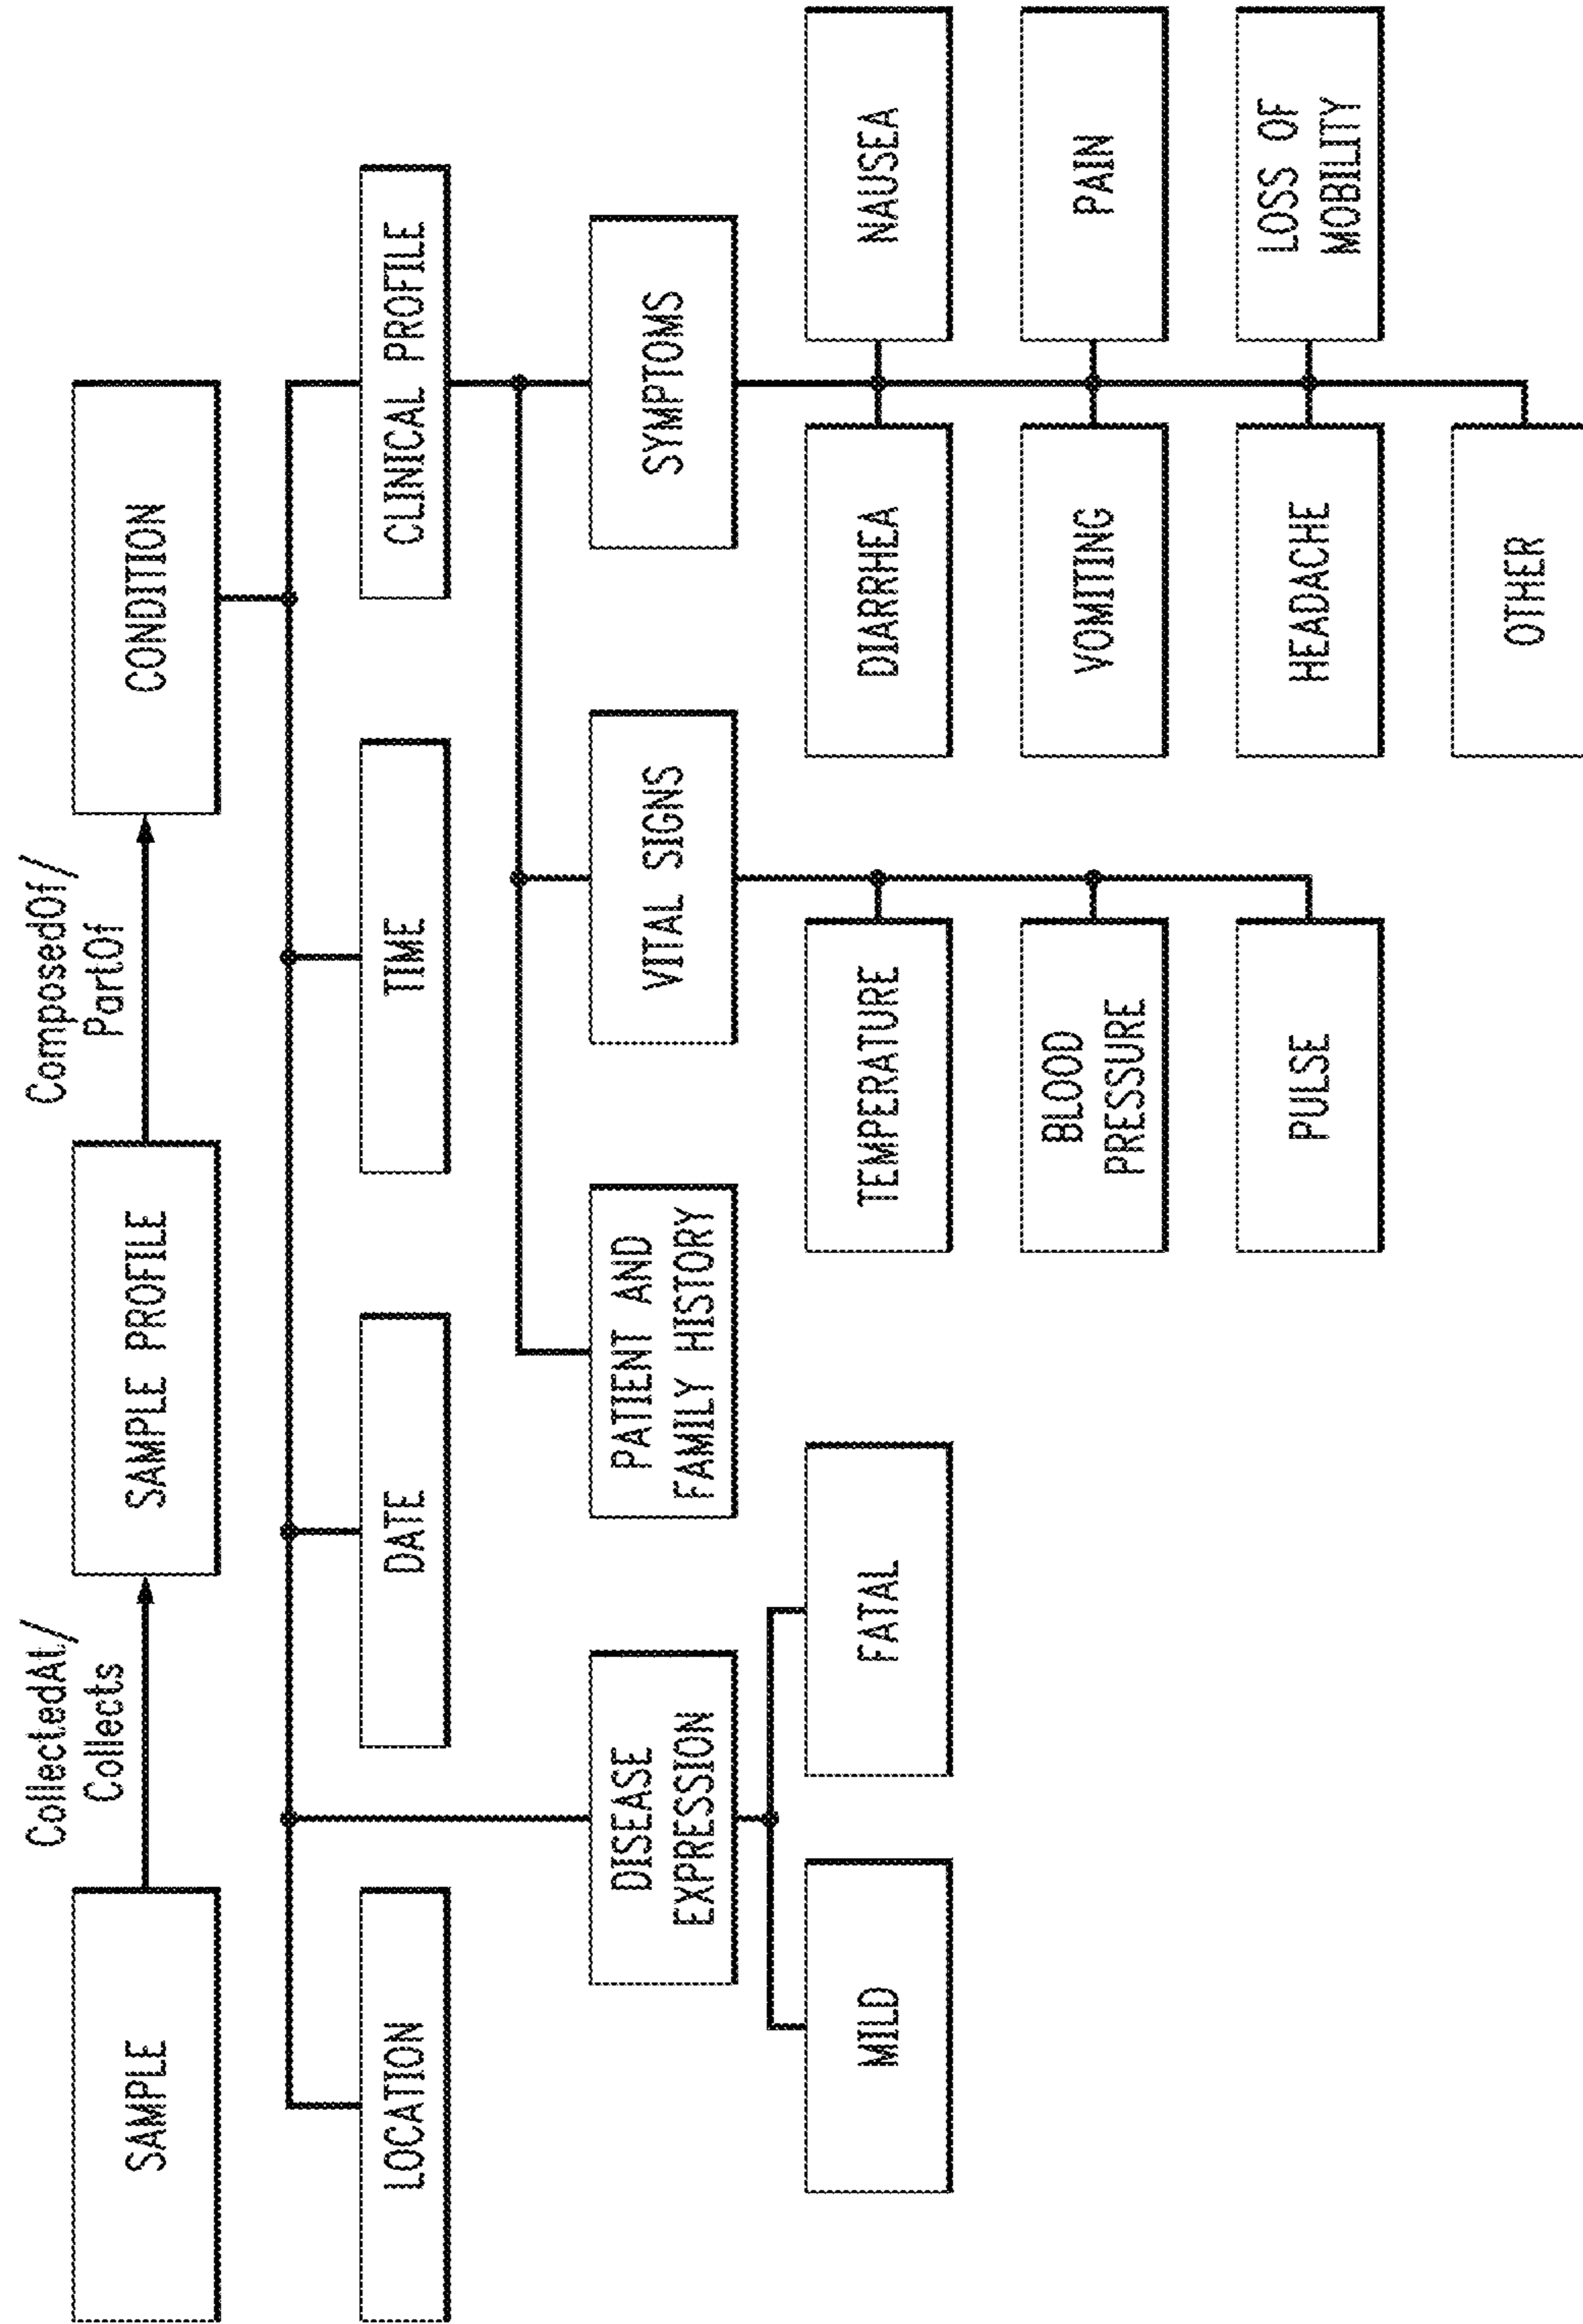 CollectedAt/
Collects
ComposedOf/
PartOf
SAMPLE
SAMPLE PROFILE
CONDITION
LOCATION
DATE
TIME
CLINICAL PROFILE
DISEASE
EXPRESSION
PATIENT AND
FAMILY HISTORY
VITAL SIGNS
SYMPTOMS
MILD
FATAL
TEMPERATURE
DIARRHEA
NAUSEA
BLOOD
PRESSURE
VOMITING
PAIN
PULSE
HEADACHE
LOSS OF
MOBILITY
OTHER